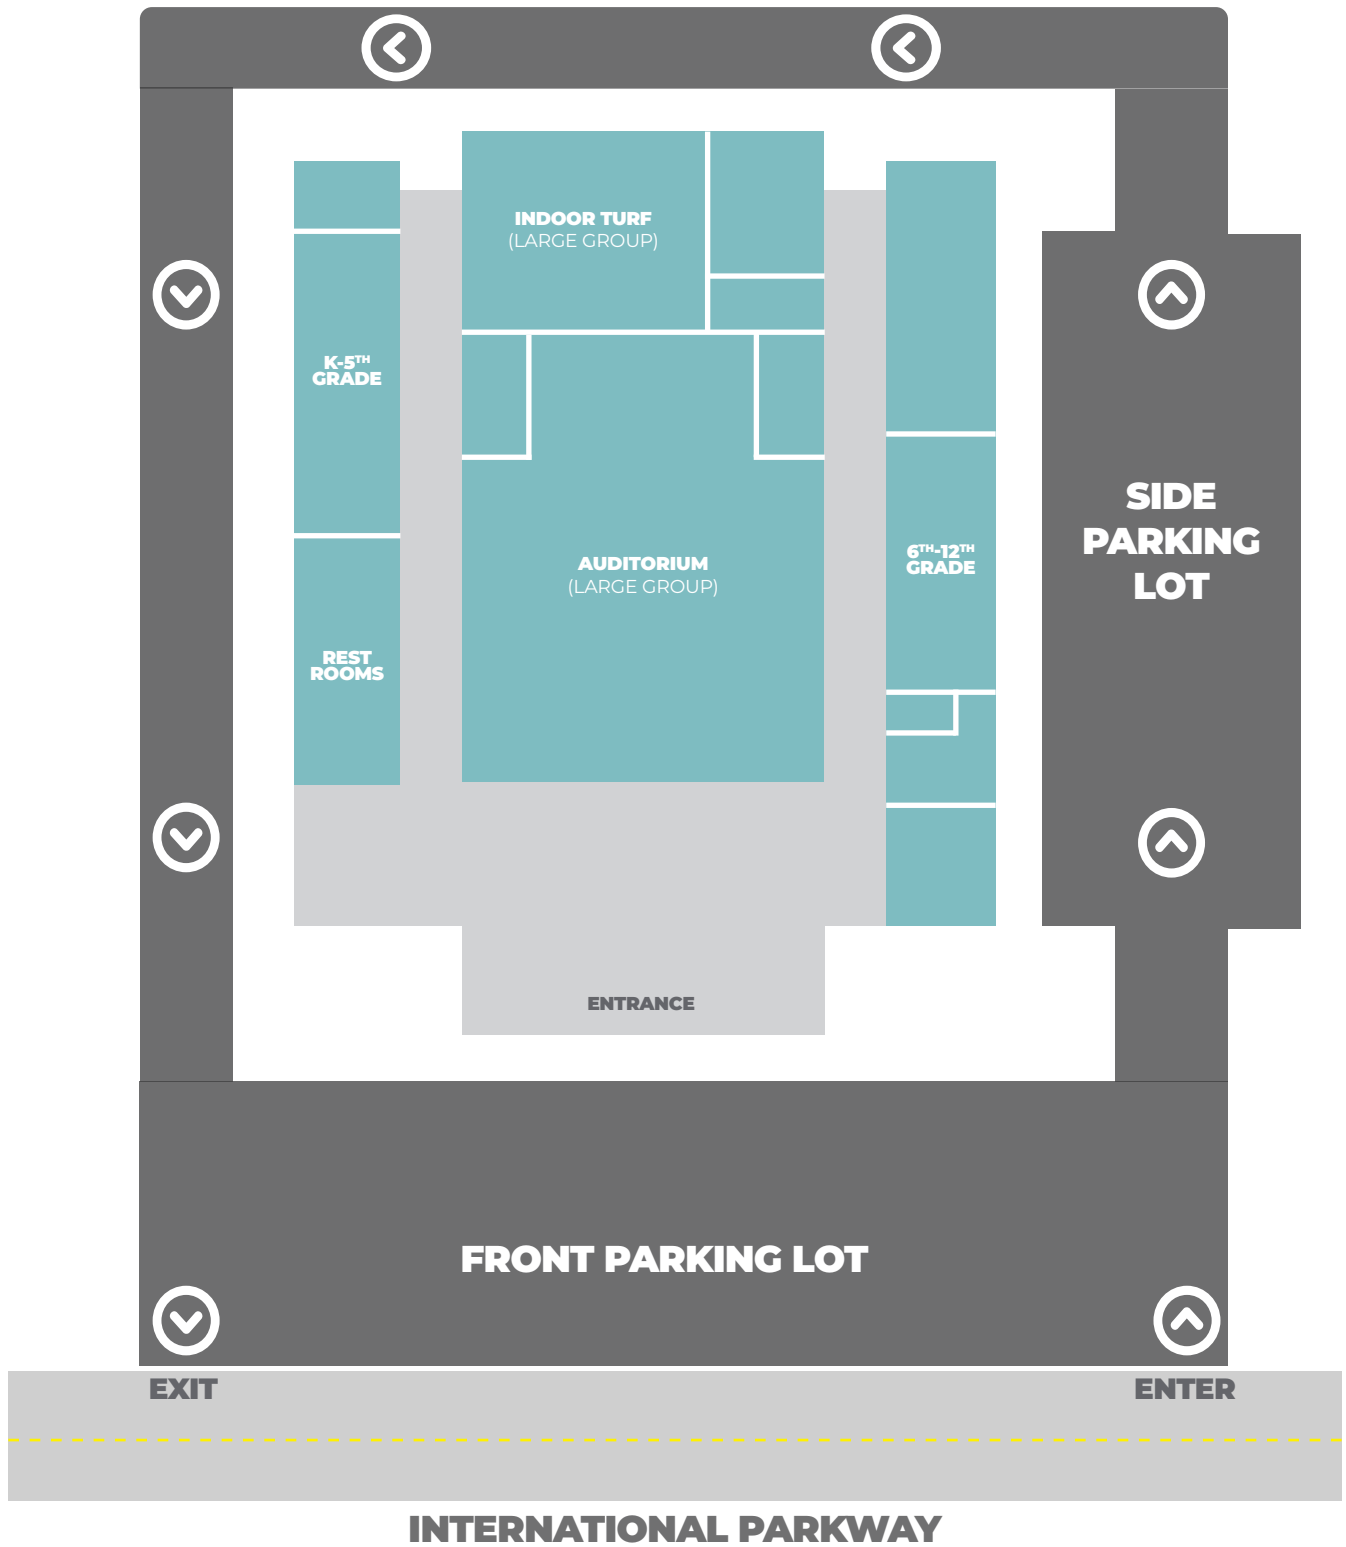 INDOOR TURF
(LARGE GROUP)
K-5TH
GRADE
SIDE
PARKING
LOT
AUDITORIUM
(LARGE GROUP)
6TH-12TH
GRADE
REST
ROOMS
ENTRANCE
FRONT PARKING LOT
EXIT
ENTER
INTERNATIONAL PARKWAY